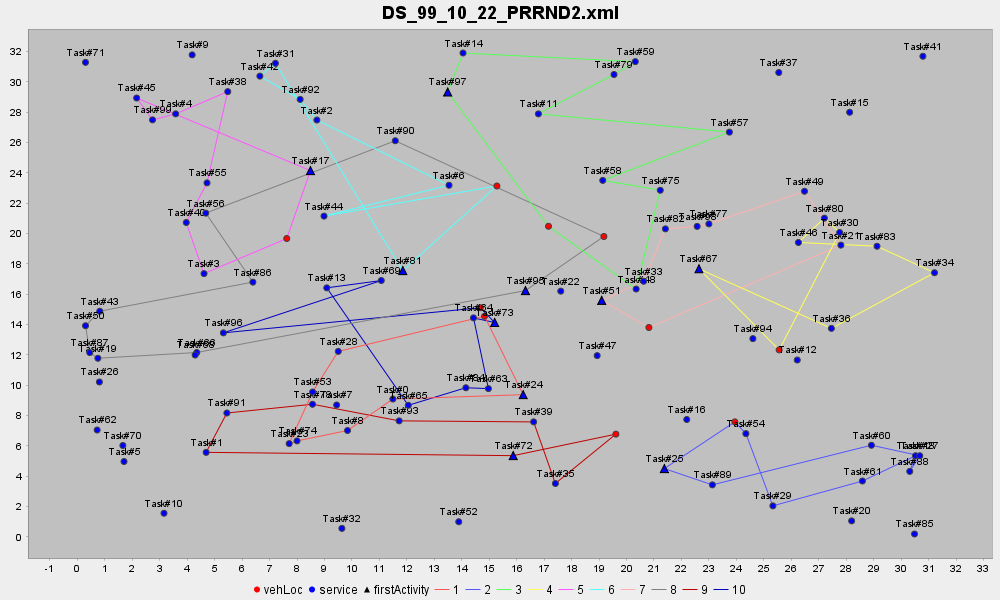 DS_99_10_22_PRRND2.xml
32
30
28
26
24
22
20
18
16
14
12
10
8
6
4
2
0
Task#71
Task#9
Task#31
Task#42
Task#14
Task#59
Task#79
Task#37
Task#41
Task#45
Task#38
Task#92
Task#97
Task#99
Task#4
Task#2
Task#11
Task#15
Task#57
Task#90
Task#17
Task#55
Task#6
Task#58
Task#75
Task#49
Task#56
Task#40
Task#44
Task#82
Task#77
Task#80
Task#30
Task#46
Task#21
Task#83
Task#3
Task#86
Task#81
Task#69
Task#13
Task#95
Task#22
Task#33
Task#48
Task#51
Task#67
Task#34
Task#43
Task#50
Task#96
Task#64
Task#73
Task#36
Task#94
Task#87
Task#19
Task#28
Task#47
Task#12
Task#26
Task#53
Task#7
Task#0
Task#65
Task#63
Task#24
Task#91
Task#93
Task#39
Task#16
Task#62
Task#70
Task#5
Task#1
Task#74
Task#8
Task#72
Task#54
Task#60
Task#25
Task#88
Task#35
Task#89
Task#61
Task#29
Task#10
Task#32
Task#52
Task#20
Task#85
-1 0 1 2 3 4 5 6 7 8 9 10 11 12 13 14 15 16 17 18 19 20 21 22 23 24 25 26 27 28 29 30 31 32 33
vehLoc service firstActivity 1 2 3 4 5 6 7 8 9 10